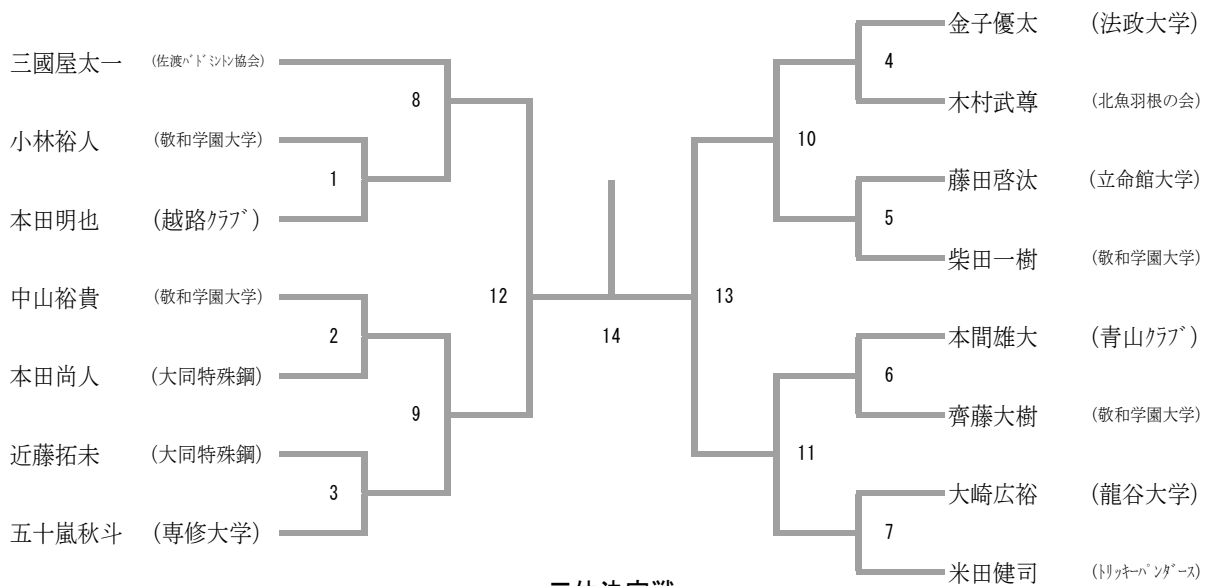 三國屋太一 (佐渡ﾊﾞﾄﾞﾐﾝﾄﾝ協会)
8
小林裕人 (敬和学園大学)
1
本田明也 (越路ｸﾗﾌﾞ)
中山裕貴 (敬和学園大学)
2
本田尚人 (大同特殊鋼)
9
近藤拓未 (大同特殊鋼)
3
五十嵐秋斗 (専修大学)
12
14
13
金子優太 (法政大学)
4
木村武尊 (北魚羽根の会)
10
藤田啓汰 (立命館大学)
5
柴田一樹 (敬和学園大学)
本間雄大 (青山ｸﾗﾌﾞ)
6
齊藤大樹 (敬和学園大学)
11
大崎広裕 (龍谷大学)
7
米田健司 (ﾄﾘｯｷｰﾊﾟﾝﾀﾞｰｽ)